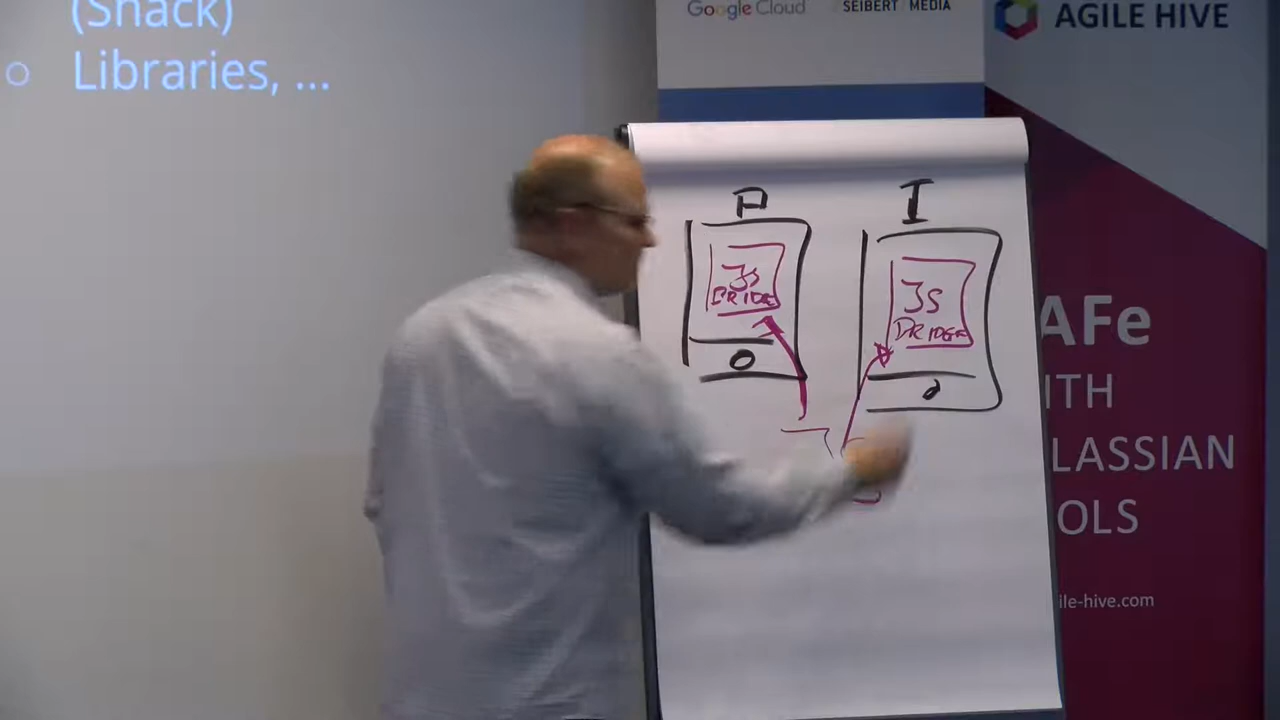 (Snack)
Libraries, ...
Google Cloud
SEIBERT MEDIA
AGILE HIVE
P
I
JS
BRIDGE
JS
BRIDGE
AFe
ITH
LASSIAN
OLS
ile-hive.com